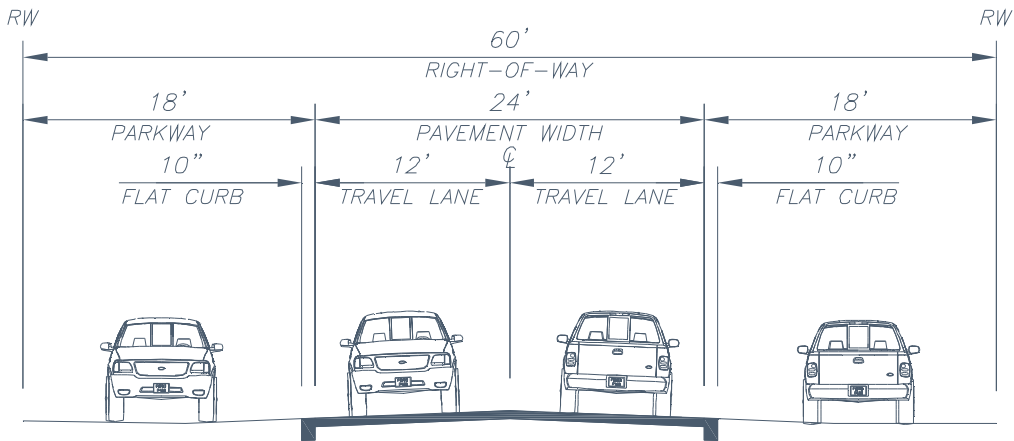 RW RW
60'
RIGHT-OF-WAY
18' 24' 18'
PARKWAY PAVEMENT WIDTH PARKWAY
℄
10" 12' 12' 10"
FLAT CURB TRAVEL LANE TRAVEL LANE FLAT CURB